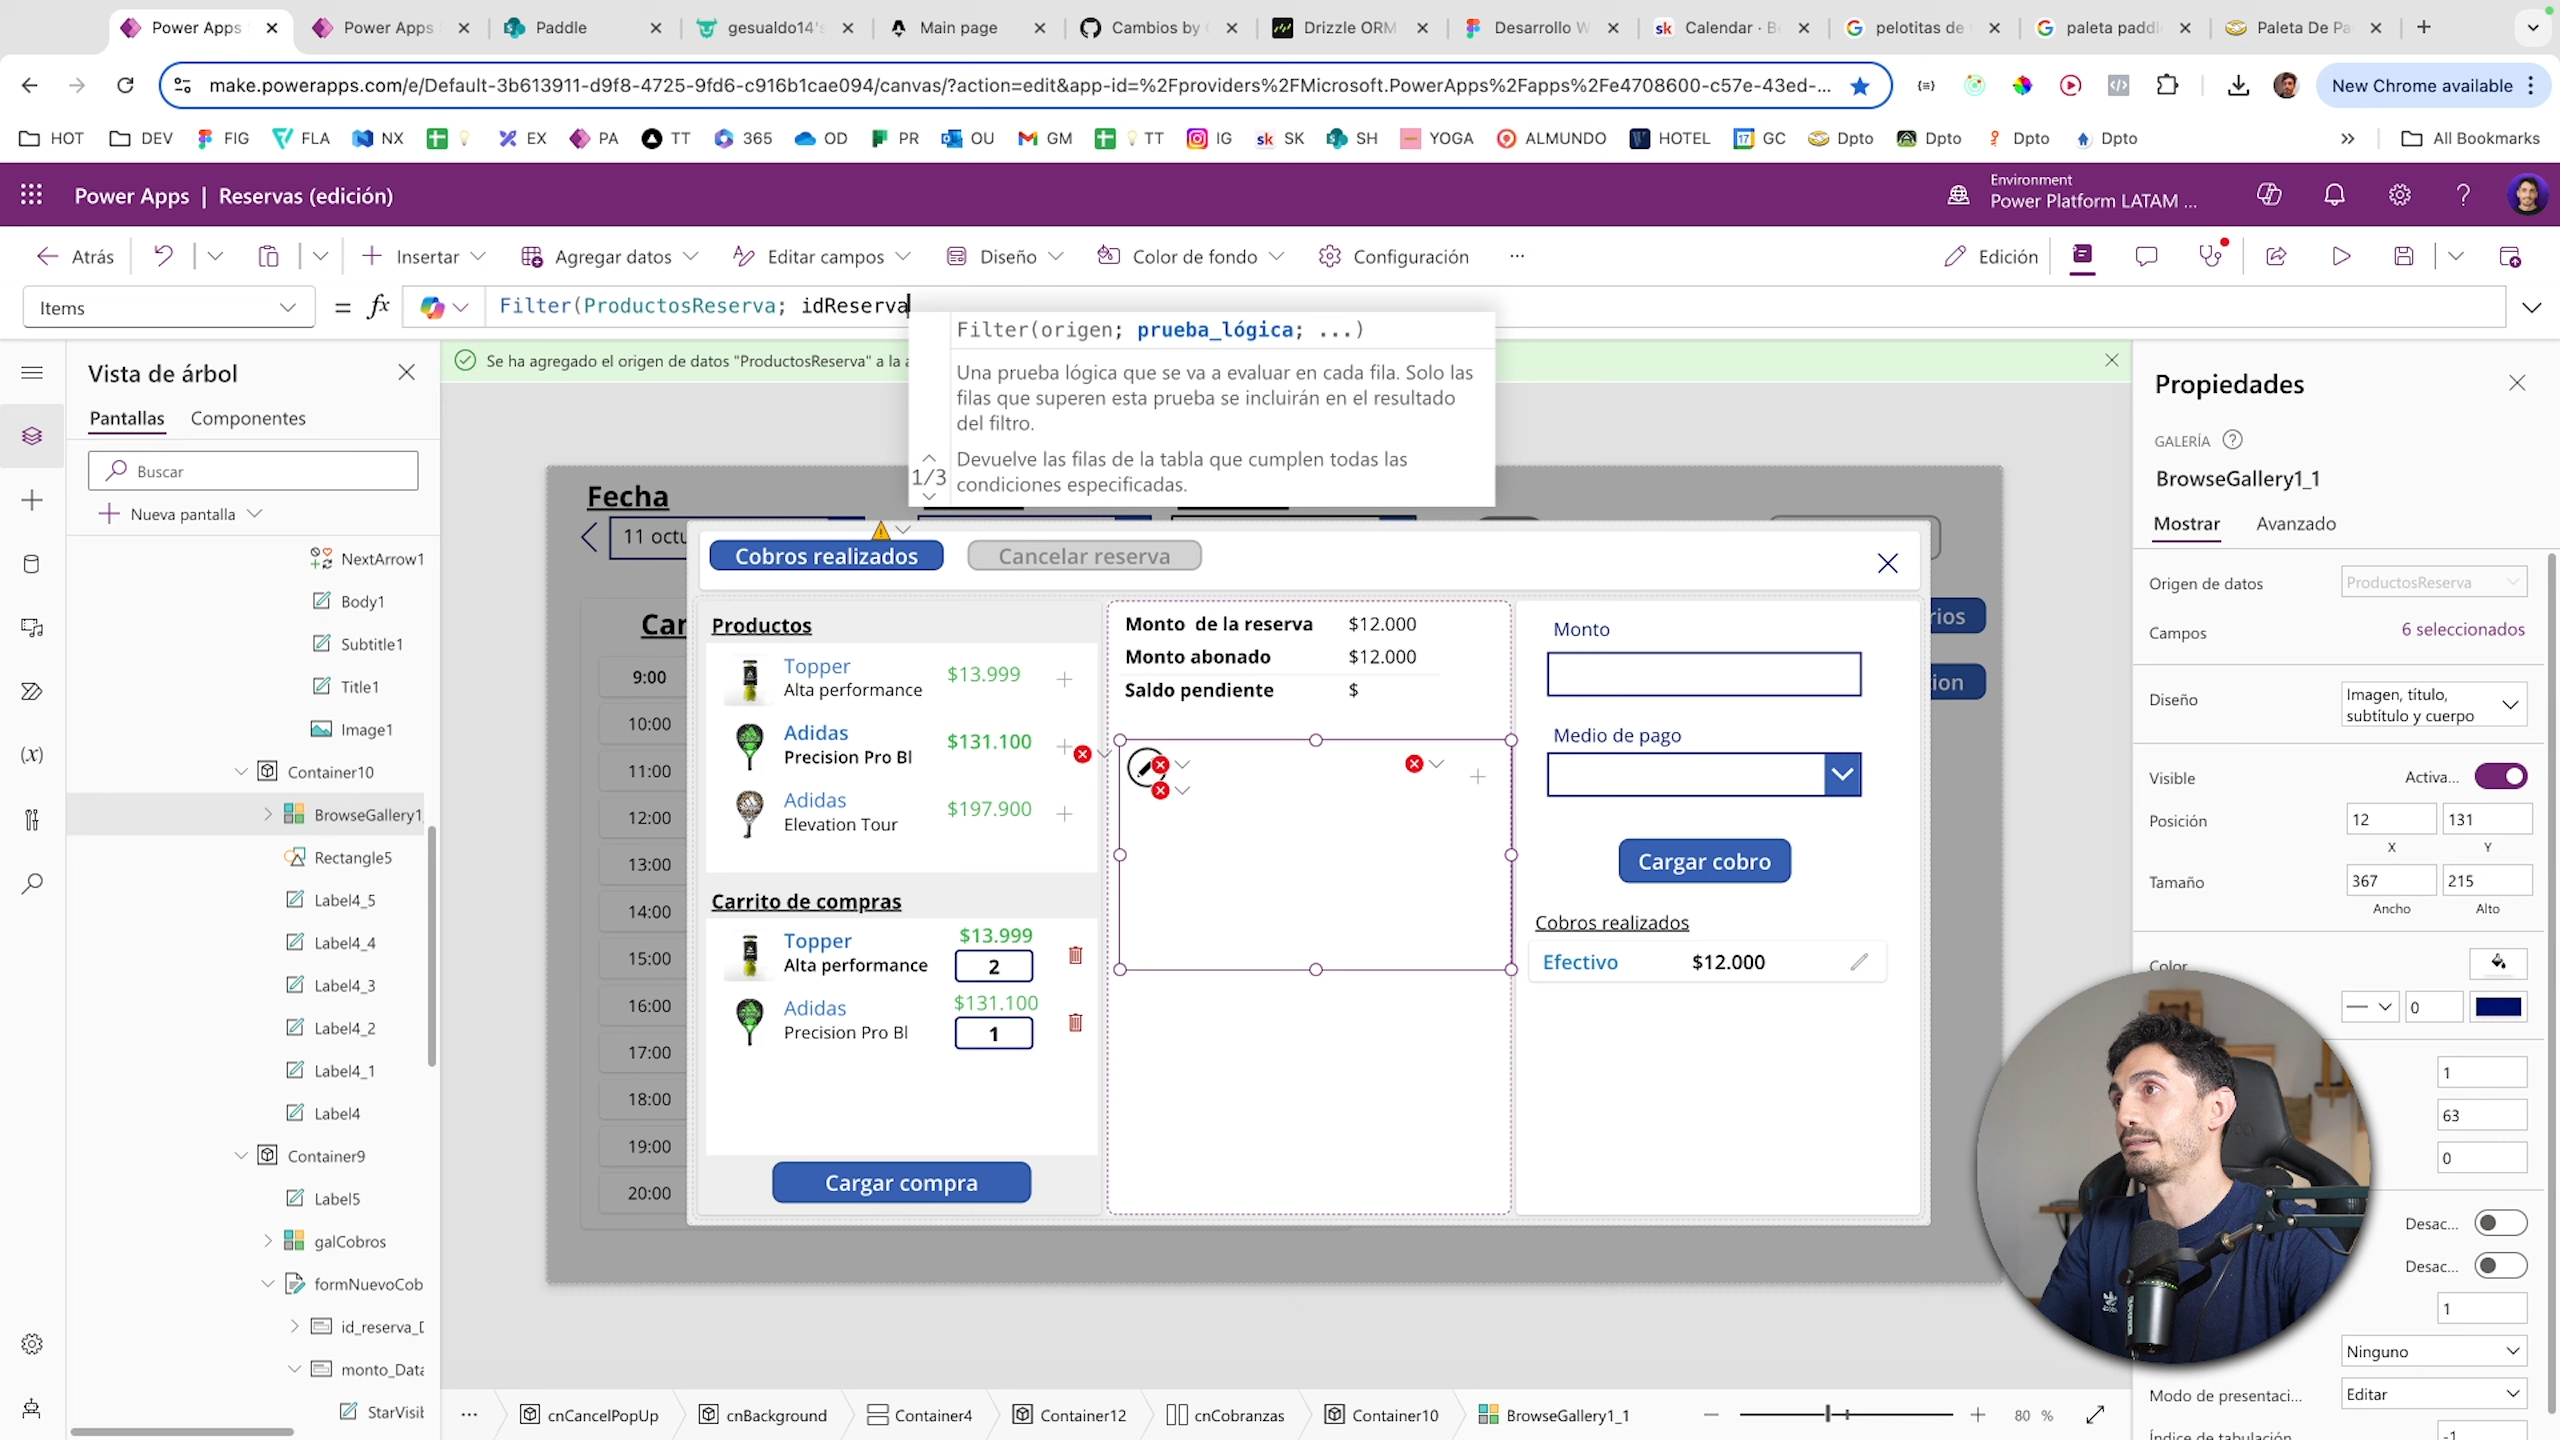 Power Apps
Power Apps
Paddle
gesualdo14's
Main page
Cambios by
Drizzle ORM
Desarrollo W
Calendar · Be
pelotitas de
paleta paddl
Paleta De Pa
make.powerapps.com/e/Default-3b613911-d9f8-4725-9fd6-c916b1cae094/canvas/?action=edit&app-id=%2Fproviders%2FMicrosoft.PowerApps%2Fapps%2Fe4708600-c57e-43ed-...
New Chrome available
HOT
DEV
FIG
FLA
NX
EX
PA
TT
365
OD
PR
OU
GM
TT
IG
SK
SH
YOGA
ALMUNDO
HOTEL
GC
Dpto
Dpto
Dpto
Dpto
All Bookmarks
Power Apps | Reservas (edición)
Environment
Power Platform LATAM ...
Atrás
Insertar
Agregar datos
Editar campos
Diseño
Color de fondo
Configuración
Edición
Items
= fx
Filter(ProductosReserva; idReserva
Filter(origen; prueba_lógica; ...)
Una prueba lógica que se va a evaluar en cada fila. Solo las
filas que superen esta prueba se incluirán en el resultado
del filtro.
1/3
Devuelve las filas de la tabla que cumplen todas las
condiciones especificadas.
Se ha agregado el origen de datos "ProductosReserva" a la a
Vista de árbol
Pantallas
Componentes
Buscar
Nueva pantalla
NextArrow1
Body1
Subtitle1
Title1
Image1
Container10
BrowseGallery1_
Rectangle5
Label4_5
Label4_4
Label4_3
Label4_2
Label4_1
Label4
Container9
Label5
galCobros
formNuevoCob
id_reserva_D
monto_Data
StarVisib
Fecha
11 octu
Can
9:00
10:00
11:00
12:00
13:00
14:00
15:00
16:00
17:00
18:00
19:00
20:00
rios
ion
Cobros realizados
Cancelar reserva
Productos
Topper
Alta performance
$13.999
Adidas
Precision Pro Bl
$131.100
Adidas
Elevation Tour
$197.900
Carrito de compras
Topper
Alta performance
$13.999
2
Adidas
Precision Pro Bl
$131.100
1
Cargar compra
Monto de la reserva $12.000
Monto abonado $12.000
Saldo pendiente $
Monto
Medio de pago
Cargar cobro
Cobros realizados
Efectivo $12.000
Propiedades
GALERÍA
BrowseGallery1_1
Mostrar
Avanzado
Origen de datos
ProductosReserva
Campos
6 seleccionados
Diseño
Imagen, título,
subtítulo y cuerpo
Visible
Activa...
Posición
12
131
X
Y
Tamaño
367
215
Ancho
Alto
Color
0
1
63
0
Desac...
Desac...
1
Ninguno
Modo de presentaci...
Editar
Índice de tabulación
-1
cnCancelPopUp
cnBackground
Container4
Container12
cnCobranzas
Container10
BrowseGallery1_1
80 %